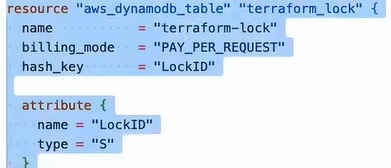 resource "aws_dynamodb_table" "terraform_lock" {
  name         = "terraform-lock"
  billing_mode = "PAY_PER_REQUEST"
  hash_key     = "LockID"

  attribute {
    name = "LockID"
    type = "S"
  }